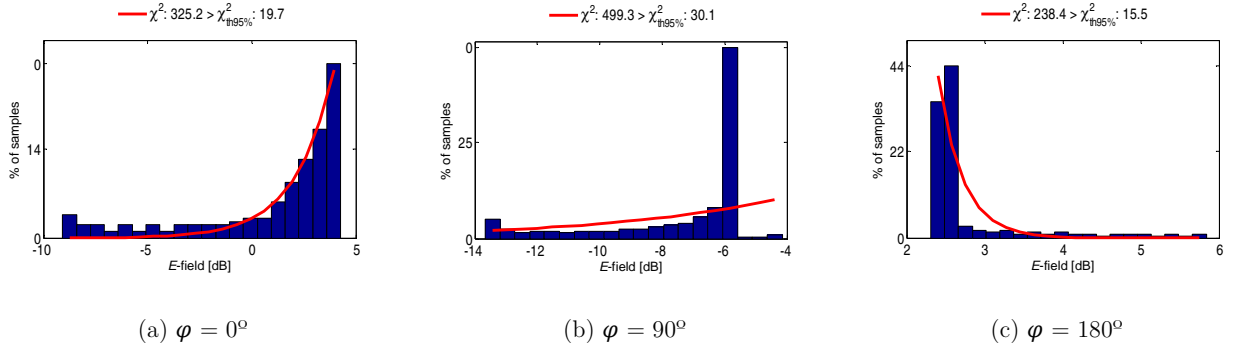 χ²: 325.2 > χ²th95%: 19.7
% of samples
0
14
0
-5
0
5
E-field [dB]
(a) φ = 0º
χ²: 499.3 > χ²th95%: 30.1
% of samples
0
25
0
-14
-12
-10
-8
-6
-4
E-field [dB]
(b) φ = 90º
χ²: 238.4 > χ²th95%: 15.5
% of samples
44
22
0
2
3
4
5
6
E-field [dB]
(c) φ = 180º